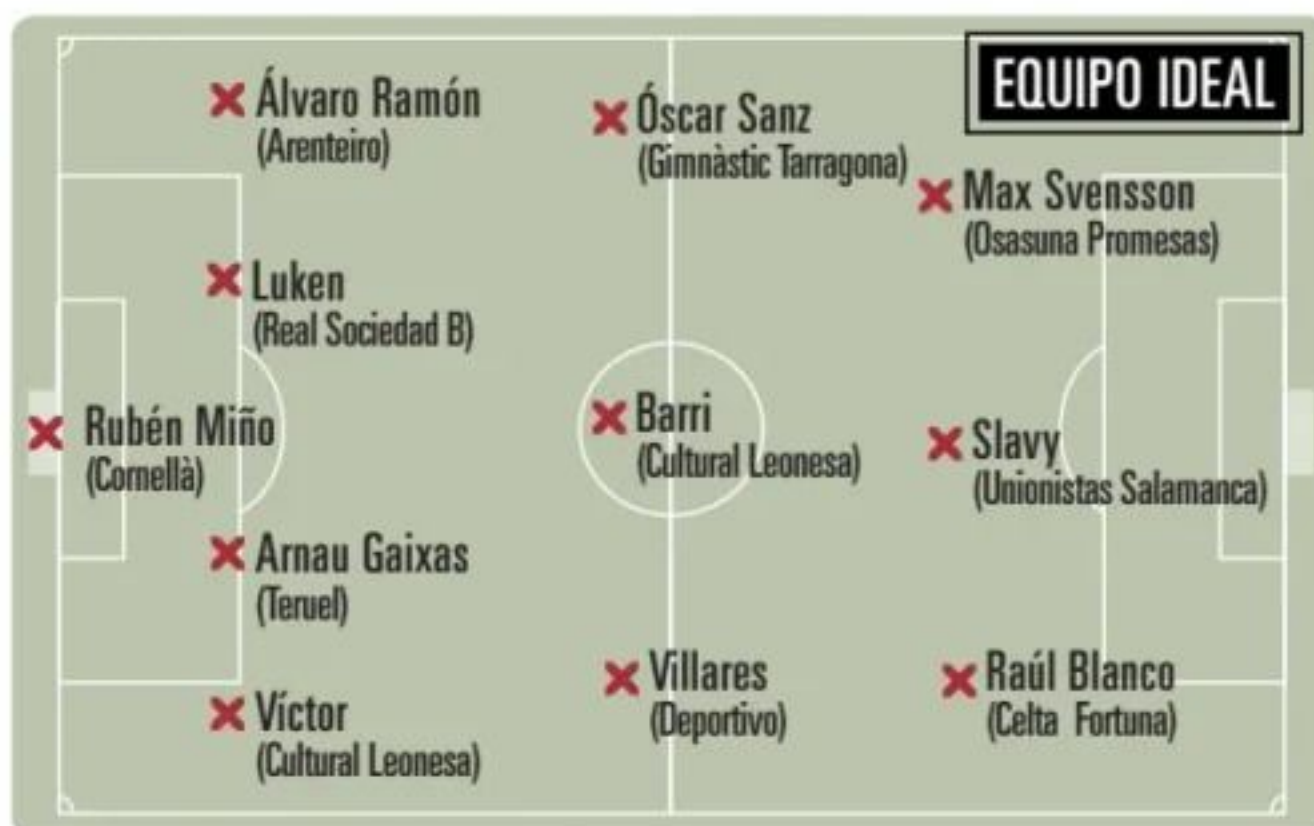 EQUIPO IDEAL
Álvaro Ramón
(Arenteiro)
Óscar Sanz
(Gimnàstic Tarragona)
Max Svensson
(Osasuna Promesas)
Luken
(Real Sociedad B)
Rubén Miño
(Cornellà)
Barri
(Cultural Leonesa)
Slavy
(Unionistas Salamanca)
Arnau Gaixas
(Teruel)
Víctor
(Cultural Leonesa)
Villares
(Deportivo)
Raúl Blanco
(Celta Fortuna)